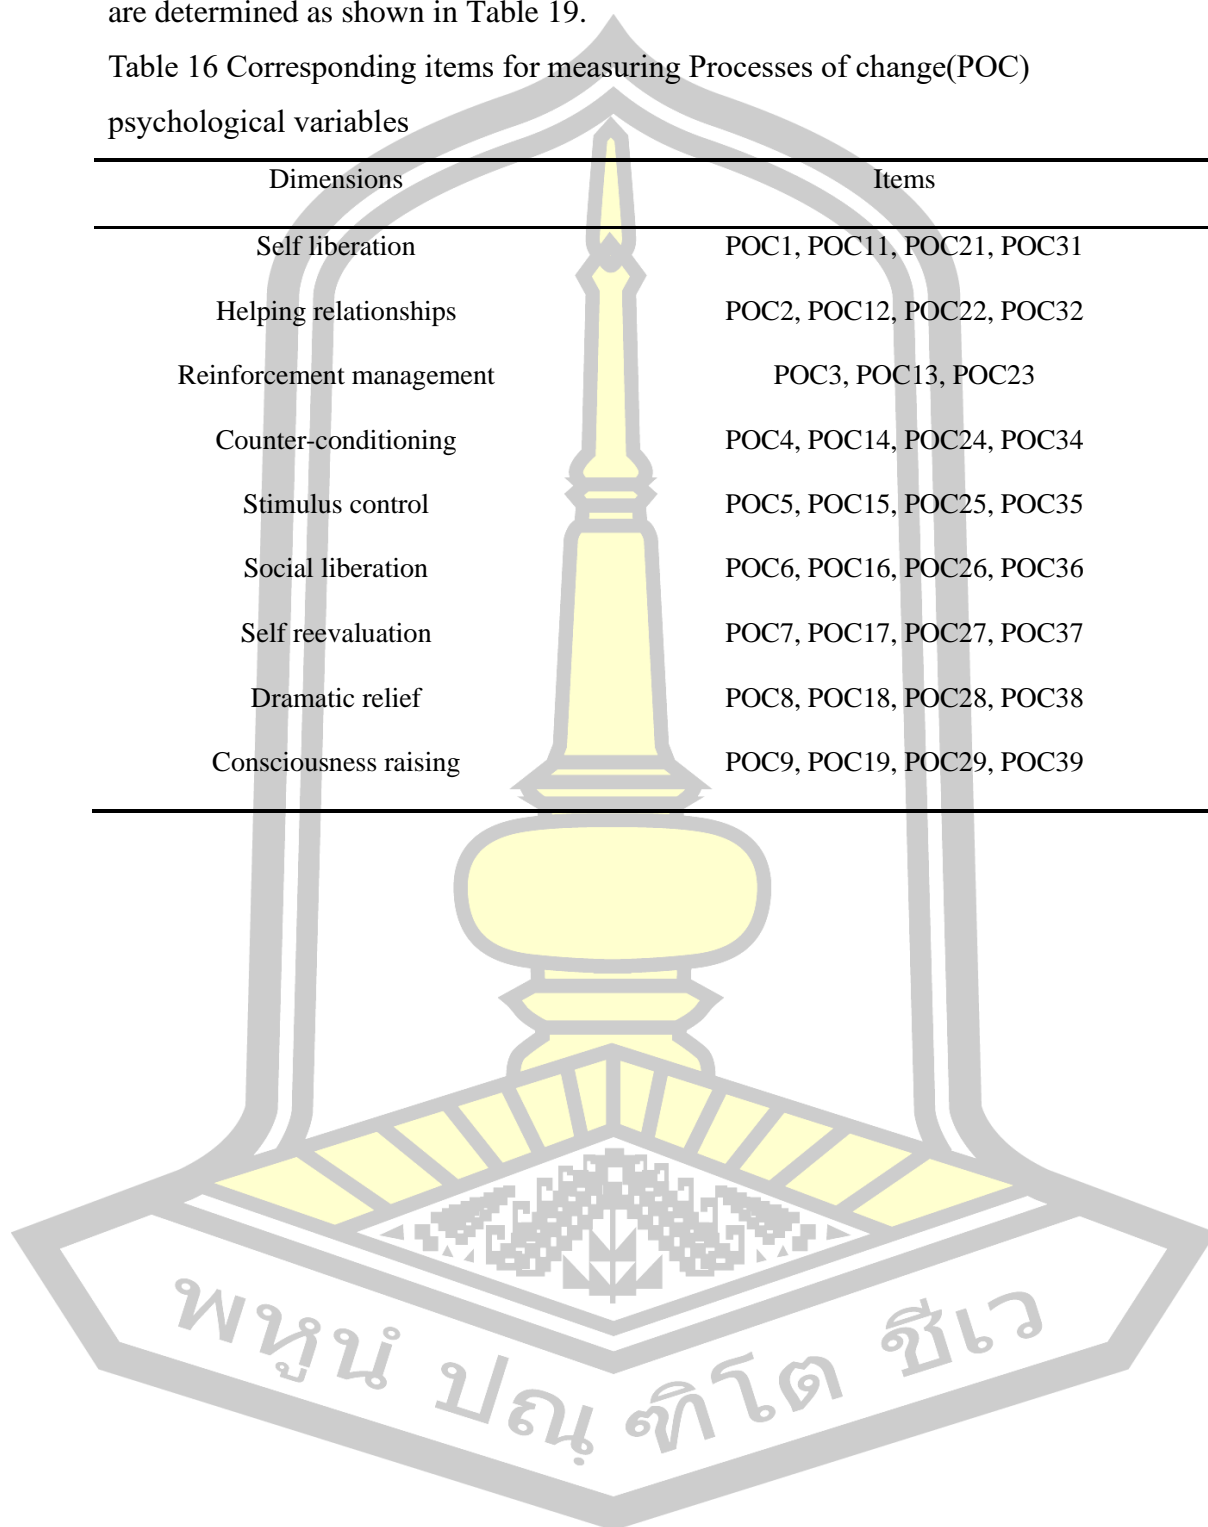 are determined as shown in Table 19.
Table 16 Corresponding items for measuring Processes of change(POC)
psychological variables
Dimensions Items
Self liberation POC1, POC11, POC21, POC31
Helping relationships POC2, POC12, POC22, POC32
Reinforcement management POC3, POC13, POC23
Counter-conditioning POC4, POC14, POC24, POC34
Stimulus control POC5, POC15, POC25, POC35
Social liberation POC6, POC16, POC26, POC36
Self reevaluation POC7, POC17, POC27, POC37
Dramatic relief POC8, POC18, POC28, POC38
Consciousness raising POC9, POC19, POC29, POC39
พหูนํ ปณฺฑิโต ชีเว